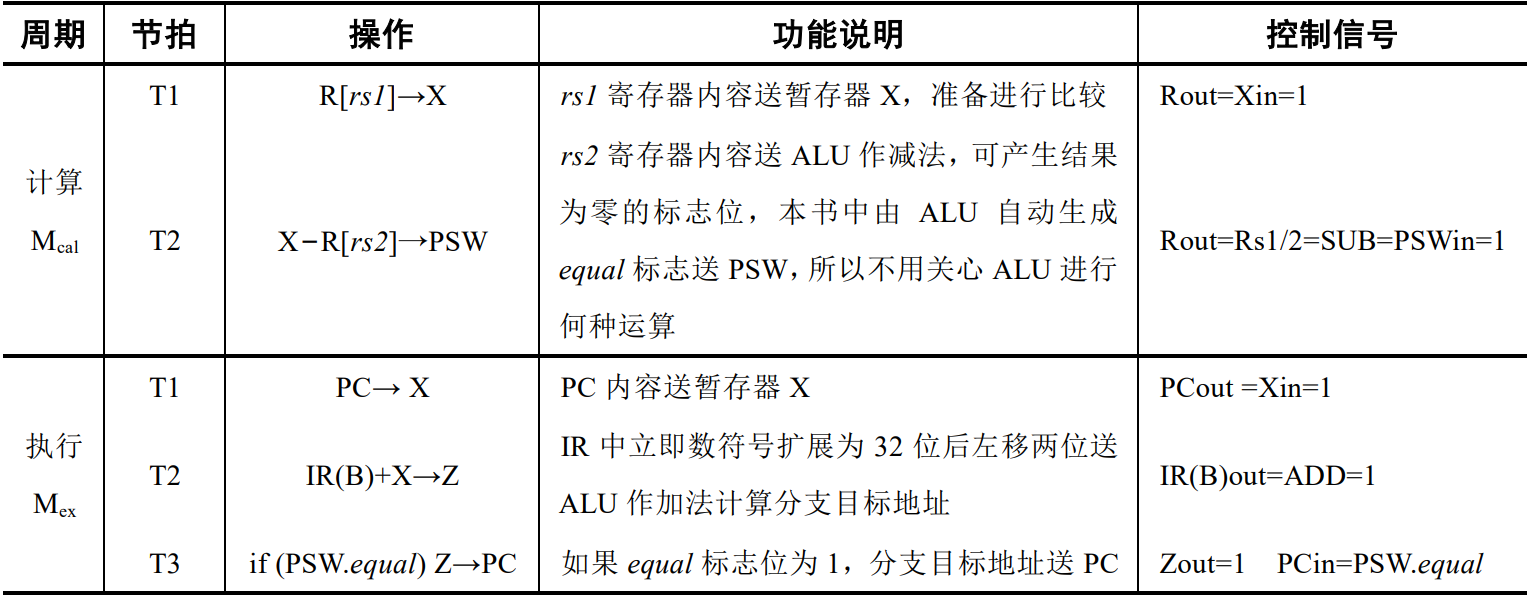 周期 节拍 操作 功能说明 控制信号
T1 R[rs1]→X rs1 寄存器内容送暂存器 X，准备进行比较 Rout=Xin=1
rs2 寄存器内容送 ALU 作减法，可产生结果
计算 为零的标志位，本书中由 ALU 自动生成
Mcal T2 X−R[rs2]→PSW equal 标志送 PSW，所以不用关心 ALU 进行 Rout=Rs1/2=SUB=PSWin=1
何种运算
T1 PC→ X PC 内容送暂存器 X PCout =Xin=1
执行 IR 中立即数符号扩展为 32 位后左移两位送
Mex T2 IR(B)+X→Z ALU 作加法计算分支目标地址 IR(B)out=ADD=1
T3 if (PSW.equal) Z→PC 如果 equal 标志位为 1，分支目标地址送 PC Zout=1 PCin=PSW.equal